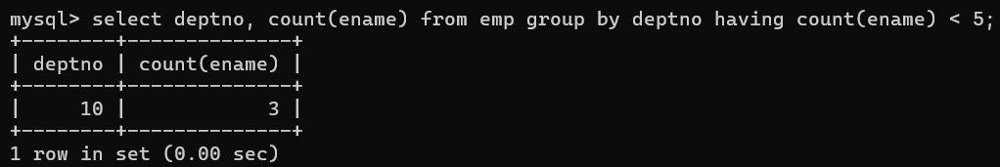 mysql> select deptno, count(ename) from emp group by deptno having count(ename) < 5;
+--------+--------------+
| deptno | count(ename) |
+--------+--------------+
|     10 |            3 |
+--------+--------------+
1 row in set (0.00 sec)